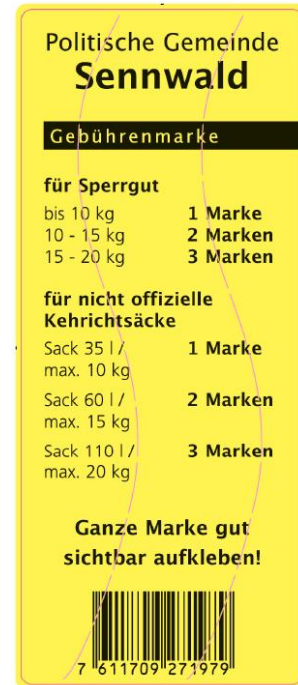 Politische Gemeinde
Sennwald
Gebührenmarke
für Sperrgut
bis 10 kg 1 Marke
10 - 15 kg 2 Marken
15 - 20 kg 3 Marken
für nicht offizielle
Kehrichtsäcke
Sack 35 l / 1 Marke
max. 10 kg
Sack 60 l / 2 Marken
max. 15 kg
Sack 110 l / 3 Marken
max. 20 kg
Ganze Marke gut
sichtbar aufkleben!
7 611709 271979